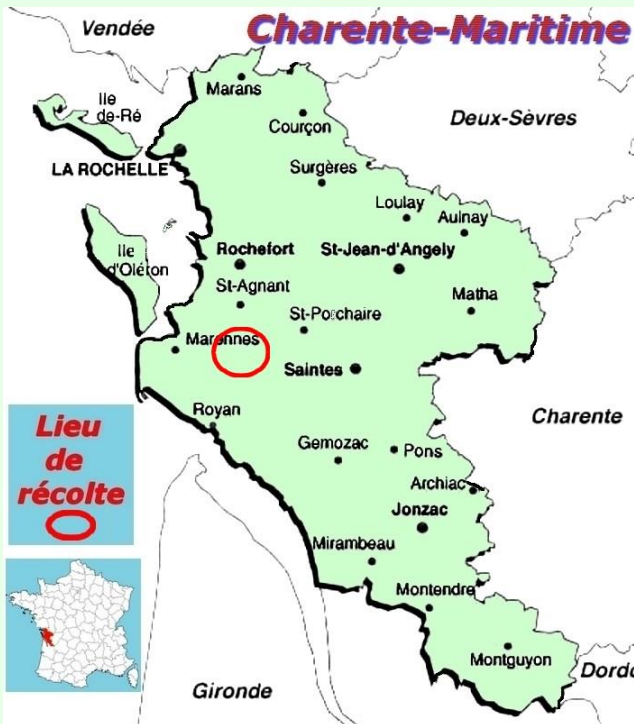 Vendée
Charente-Maritime
Marans
Ile
de-Ré
Courçon
Deux-Sèvres
LA ROCHELLE
Surgères
Loulay
Aulnay
Ile
d'Oléron
Rochefort
St-Jean-d'Angely
St-Agnant
Matha
St-Porchaire
Marennes
Saintes
Royan
Charente
Lieu
de
récolte
Gemozac
Pons
Archiac
Jonzac
Mirambeau
Montendre
Montguyon
Dordo
Gironde